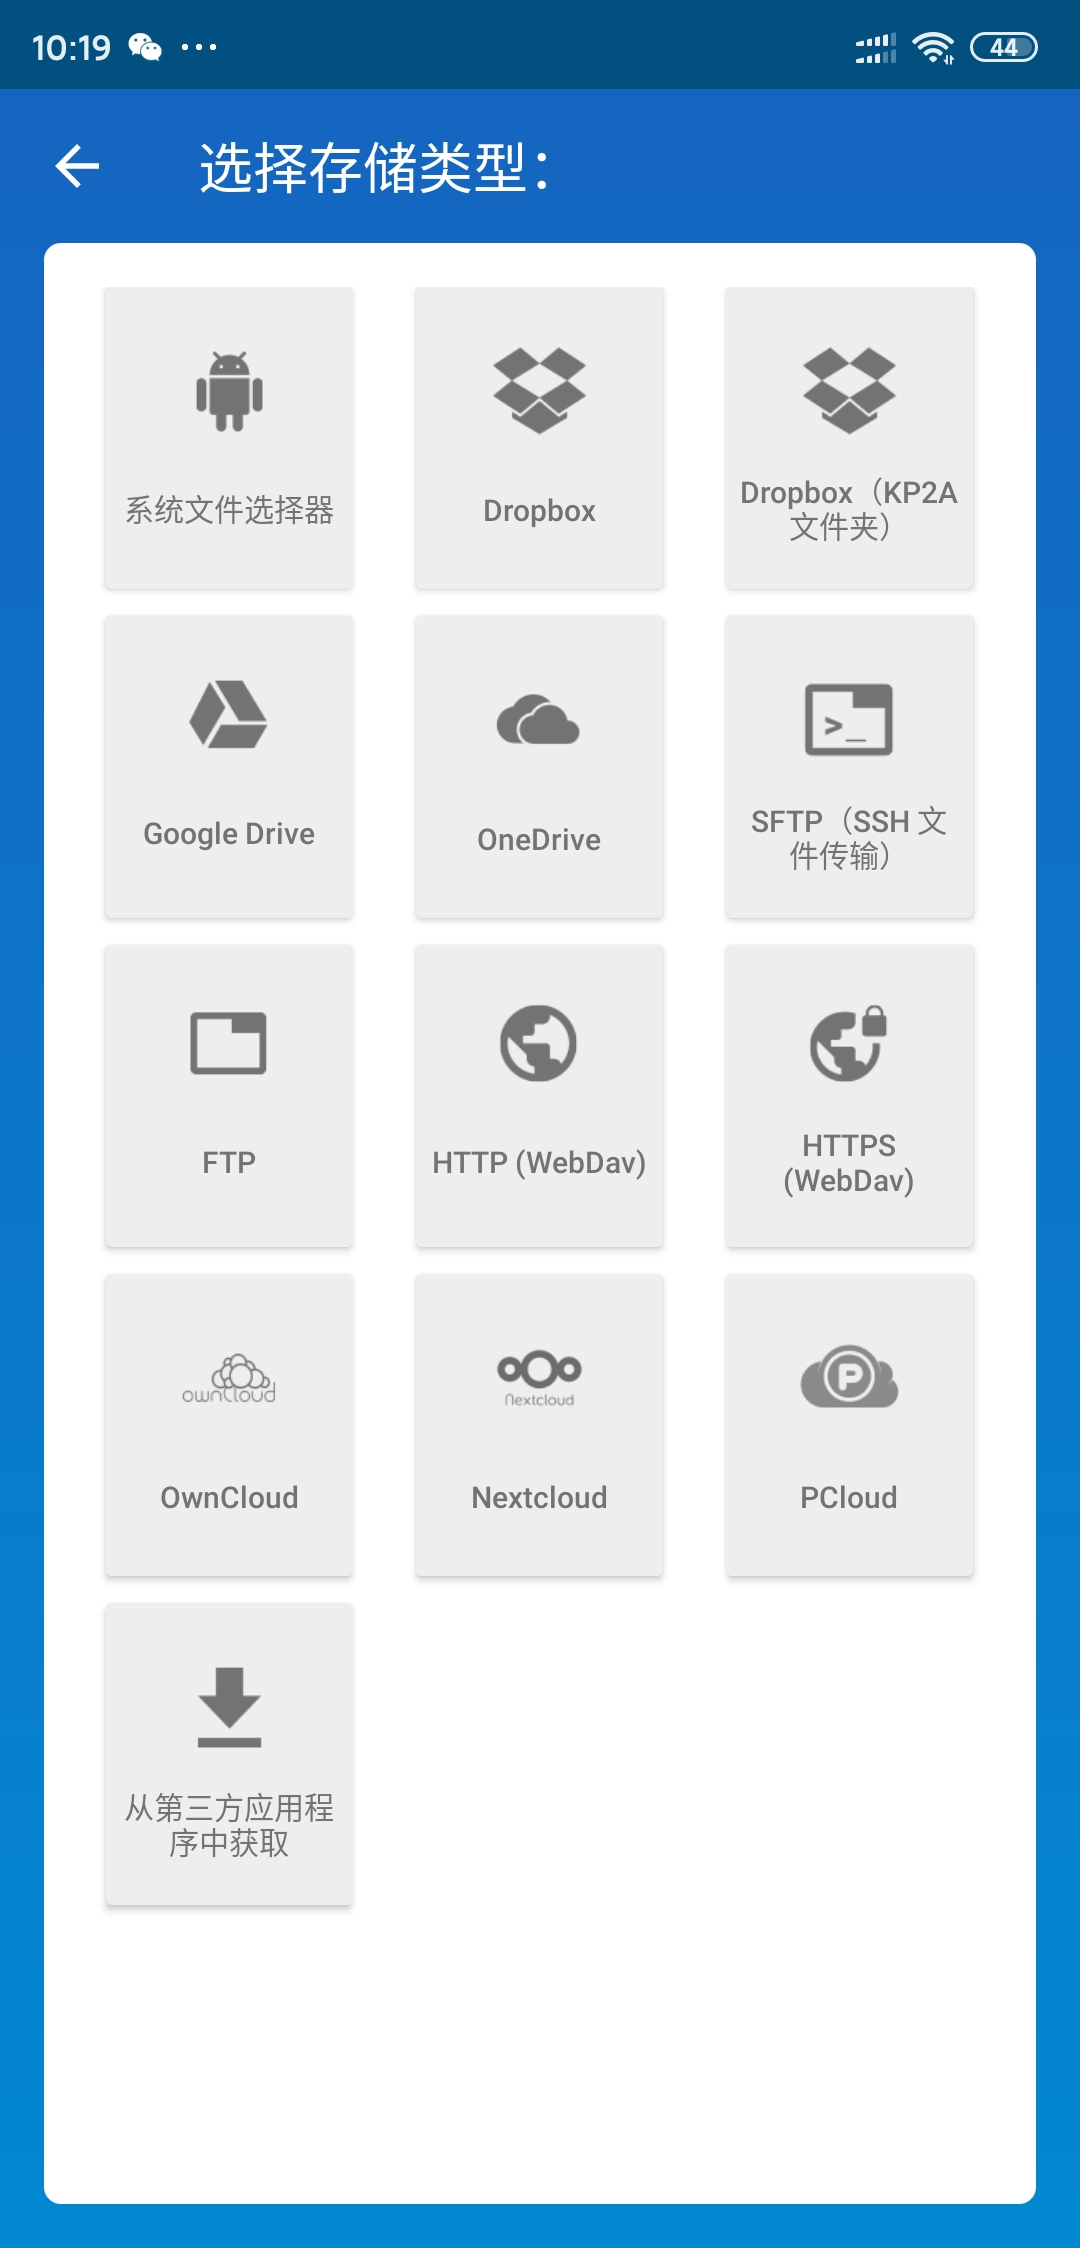 10:19
44
选择存储类型：
系统文件选择器
Dropbox
Dropbox（KP2A
文件夹）
Google Drive
OneDrive
>_
SFTP（SSH 文
件传输）
FTP
HTTP (WebDav)
HTTPS
(WebDav)
ownCloud
OwnCloud
Nextcloud
Nextcloud
P
PCloud
从第三方应用程
序中获取